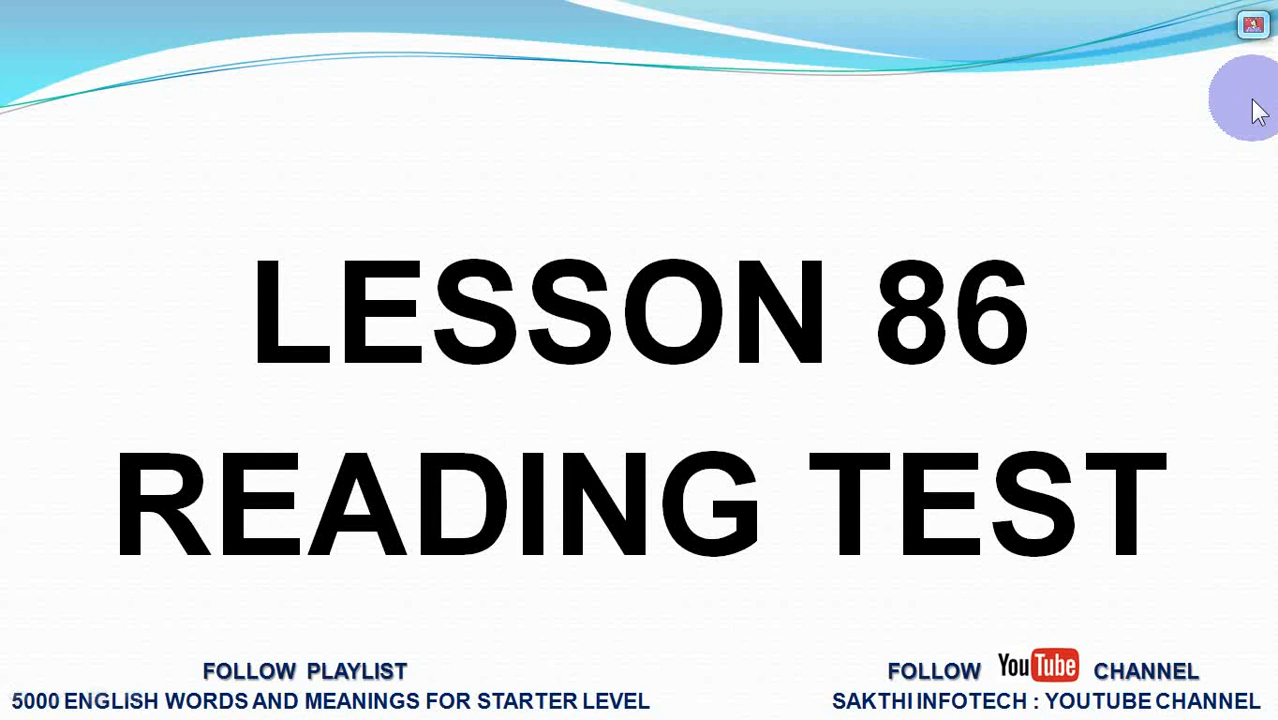 LESSON 86
READING TEST
FOLLOW PLAYLIST
5000 ENGLISH WORDS AND MEANINGS FOR STARTER LEVEL
FOLLOW YouTube CHANNEL
SAKTHI INFOTECH : YOUTUBE CHANNEL